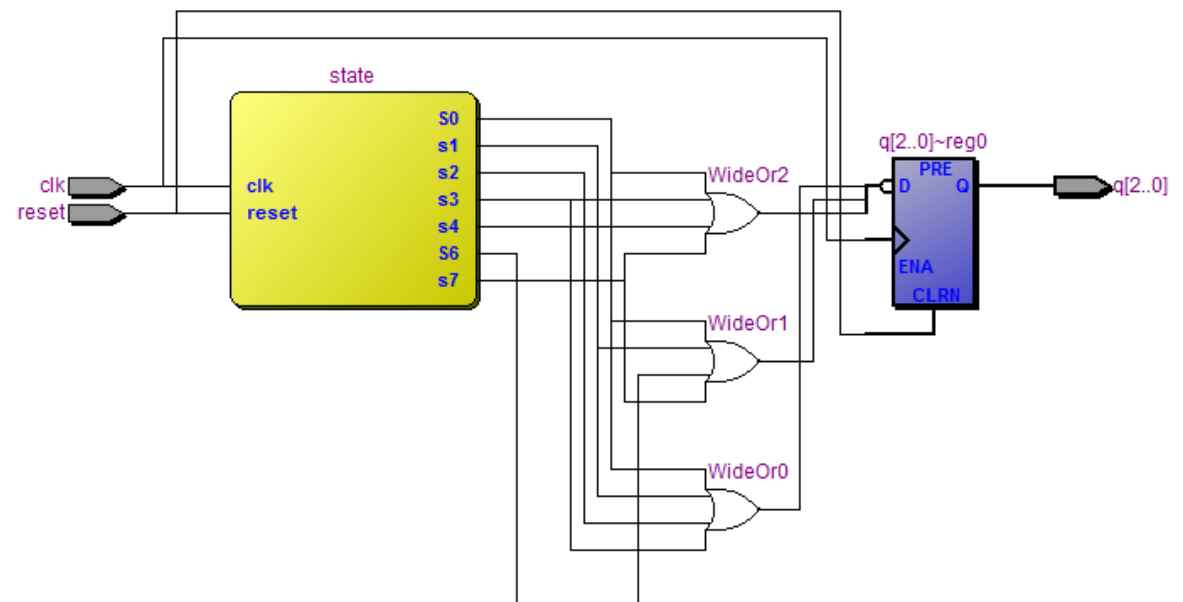 state
S0
s1
s2
s3
s4
S6
s7
clk
reset
clk
reset
WideOr2
WideOr1
WideOr0
q[2..0]~reg0
PRE
D
Q
ENA
CLRN
q[2..0]